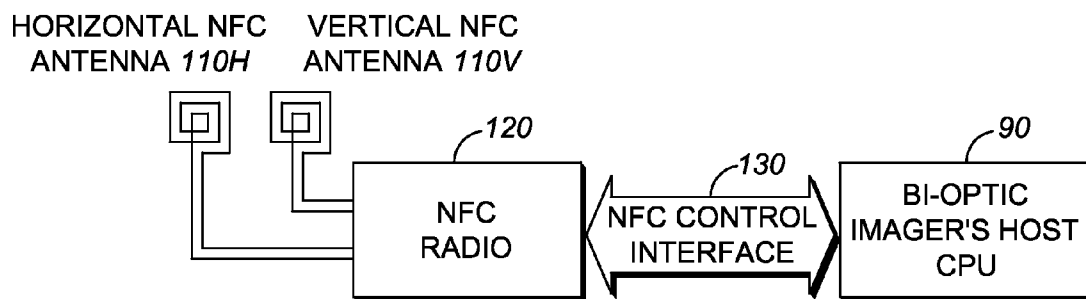 HORIZONTAL NFC
ANTENNA 110H
VERTICAL NFC
ANTENNA 110V
120
NFC
RADIO
130
NFC CONTROL
INTERFACE
90
BI-OPTIC
IMAGER'S HOST
CPU